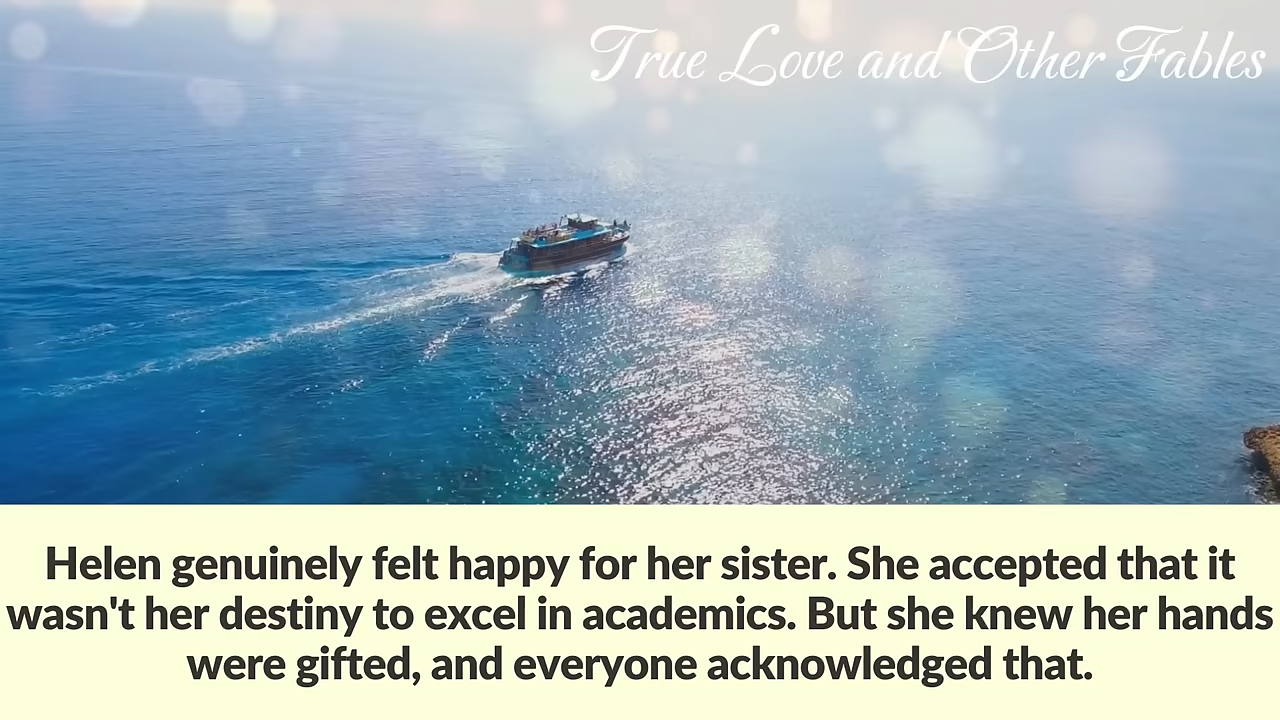 True Love and Other Fables
Helen genuinely felt happy for her sister. She accepted that it
wasn't her destiny to excel in academics. But she knew her hands
were gifted, and everyone acknowledged that.